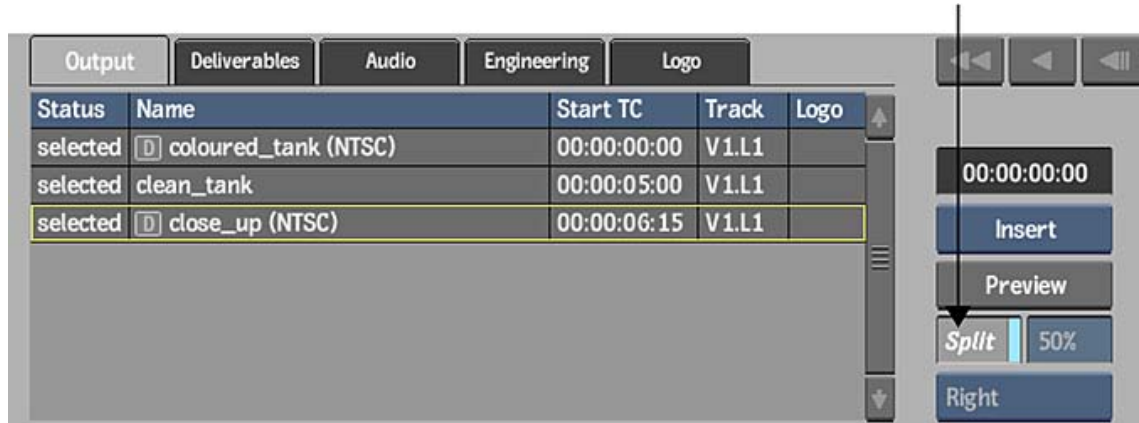 Output Deliverables Audio Engineering Logo
Status Name Start TC Track Logo
selected D coloured_tank (NTSC) 00:00:00:00 V1.L1
selected clean_tank 00:00:05:00 V1.L1
selected D close_up (NTSC) 00:00:06:15 V1.L1
00:00:00:00
Insert
Preview
Split 50%
Right